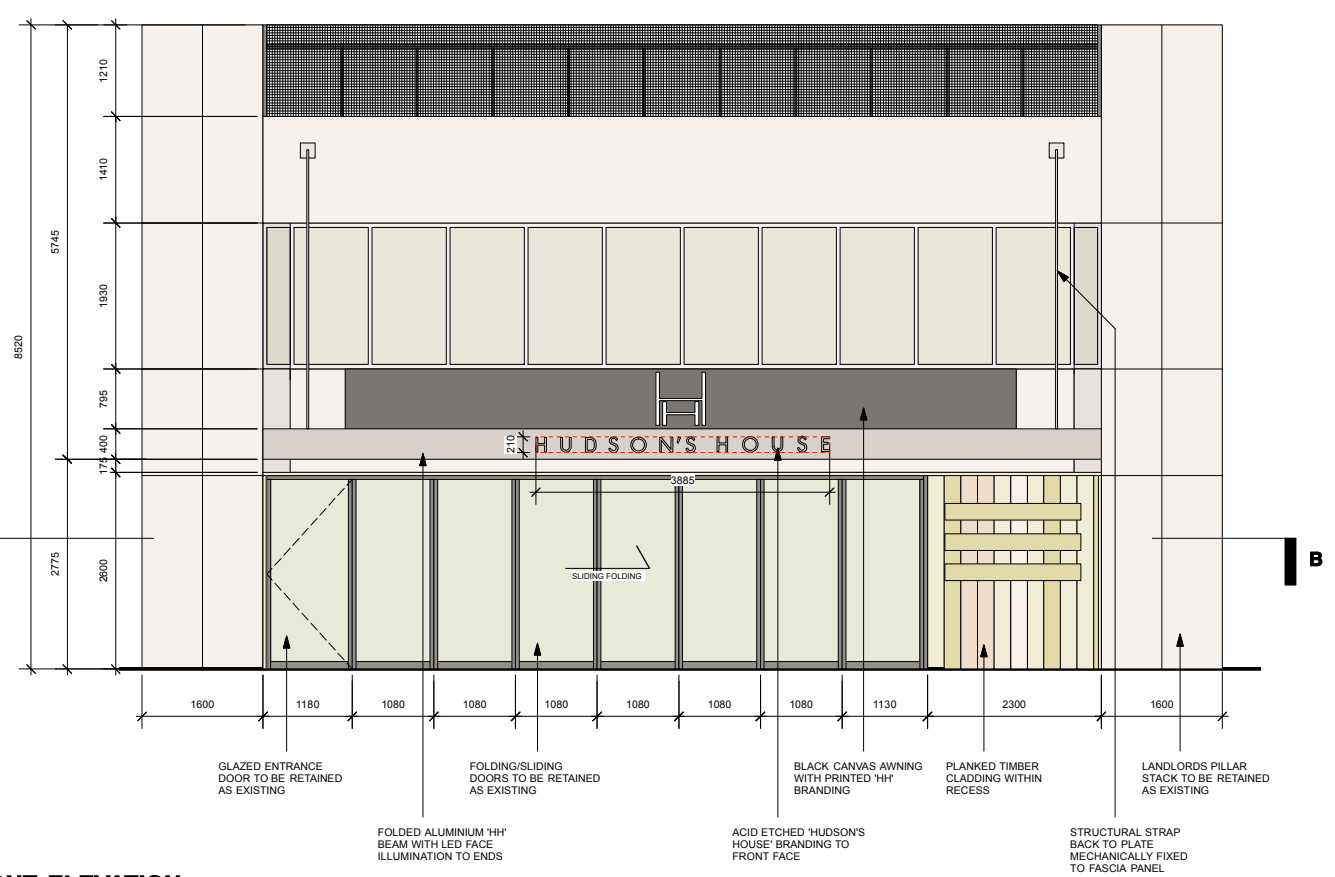 1210
1410
5745
1930
8520
795
HUDSON'S HOUSE
400
210
175
3885
2775
2600
SLIDING FOLDING
B
1600
1180
1080
1080
1080
1080
1080
1080
1130
2300
1600
GLAZED ENTRANCE
DOOR TO BE RETAINED
AS EXISTING
FOLDING/SLIDING
DOORS TO BE RETAINED
AS EXISTING
BLACK CANVAS AWNING
WITH PRINTED 'HH'
BRANDING
PLANKED TIMBER
CLADDING WITHIN
RECESS
LANDLORDS PILLAR
STACK TO BE RETAINED
AS EXISTING
FOLDED ALUMINIUM 'HH'
BEAM WITH LED FACE
ILLUMINATION TO ENDS
ACID ETCHED 'HUDSON'S
HOUSE' BRANDING TO
FRONT FACE
STRUCTURAL STRAP
BACK TO PLATE
MECHANICALLY FIXED
TO FASCIA PANEL